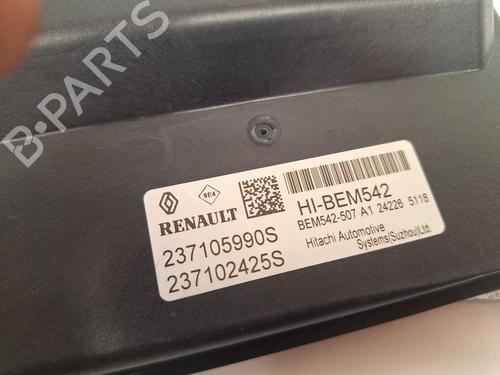 B-PARTS
9E4
RENAULT
237105990S
237102425S
HI-BEM542
BEM542-507 A1 24226 5118
Hitachi Automotive
Systems(Suzhou)Ltd.